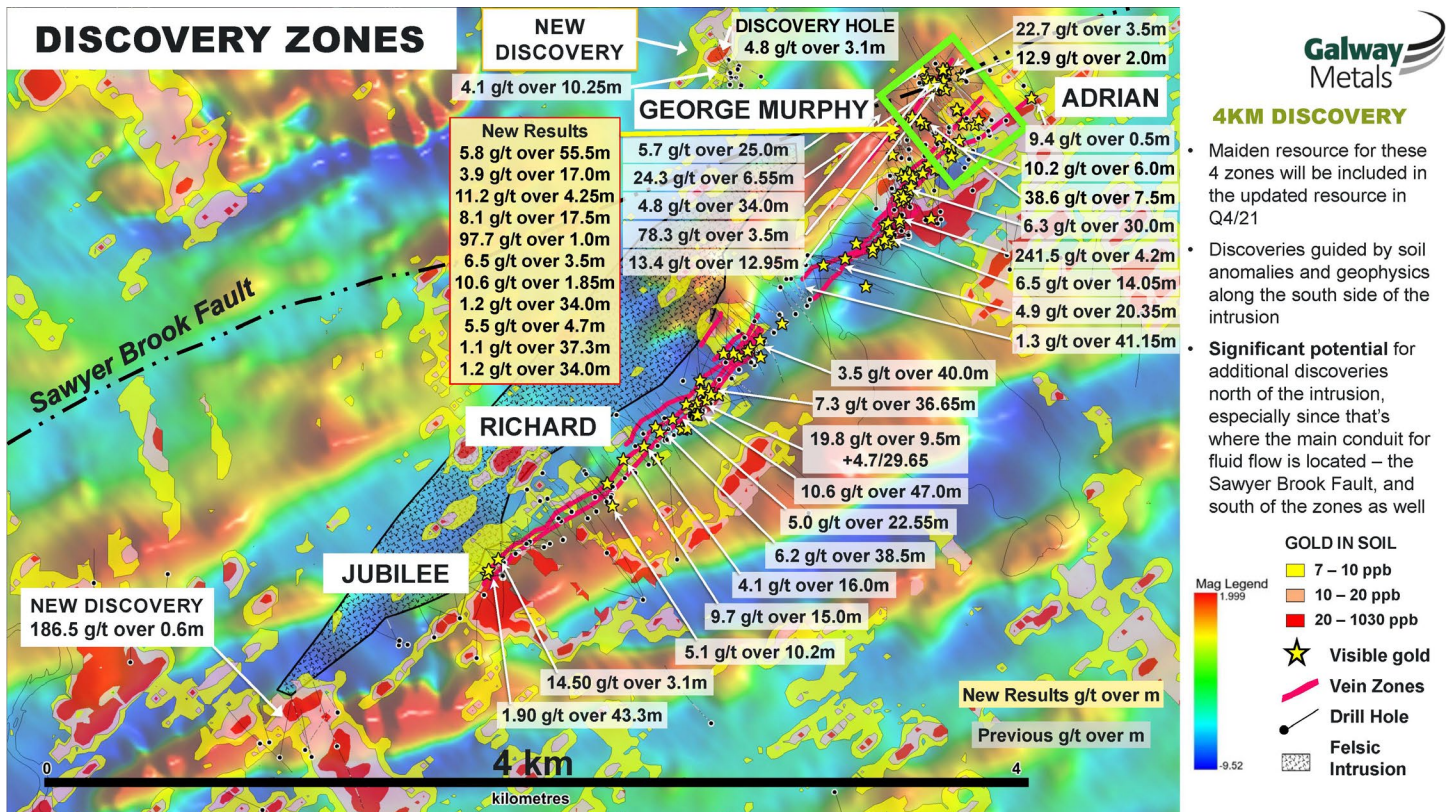 DISCOVERY ZONES
NEW
DISCOVERY
DISCOVERY HOLE
4.8 g/t over 3.1m
4.1 g/t over 10.25m
GEORGE MURPHY
ADRIAN
22.7 g/t over 3.5m
12.9 g/t over 2.0m
New Results
5.8 g/t over 55.5m
3.9 g/t over 17.0m
11.2 g/t over 4.25m
8.1 g/t over 17.5m
97.7 g/t over 1.0m
6.5 g/t over 3.5m
10.6 g/t over 1.85m
1.2 g/t over 34.0m
5.5 g/t over 4.7m
1.1 g/t over 37.3m
1.2 g/t over 34.0m
5.7 g/t over 25.0m
24.3 g/t over 6.55m
4.8 g/t over 34.0m
78.3 g/t over 3.5m
13.4 g/t over 12.95m
9.4 g/t over 0.5m
10.2 g/t over 6.0m
38.6 g/t over 7.5m
6.3 g/t over 30.0m
241.5 g/t over 4.2m
6.5 g/t over 14.05m
4.9 g/t over 20.35m
1.3 g/t over 41.15m
Sawyer Brook Fault
RICHARD
3.5 g/t over 40.0m
7.3 g/t over 36.65m
19.8 g/t over 9.5m
+4.7/29.65
10.6 g/t over 47.0m
5.0 g/t over 22.55m
6.2 g/t over 38.5m
4.1 g/t over 16.0m
9.7 g/t over 15.0m
5.1 g/t over 10.2m
14.50 g/t over 3.1m
1.90 g/t over 43.3m
JUBILEE
NEW DISCOVERY
186.5 g/t over 0.6m
New Results g/t over m
Previous g/t over m
4 km
0
4
kilometres
Galway
Metals
4KM DISCOVERY
• Maiden resource for these
4 zones will be included in
the updated resource in
Q4/21
• Discoveries guided by soil
anomalies and geophysics
along the south side of the
intrusion
• Significant potential for
additional discoveries
north of the intrusion,
especially since that's
where the main conduit for
fluid flow is located – the
Sawyer Brook Fault, and
south of the zones as well
GOLD IN SOIL
7 – 10 ppb
10 – 20 ppb
20 – 1030 ppb
Visible gold
Vein Zones
Drill Hole
Felsic
Intrusion
Mag Legend
1.999
-9.52